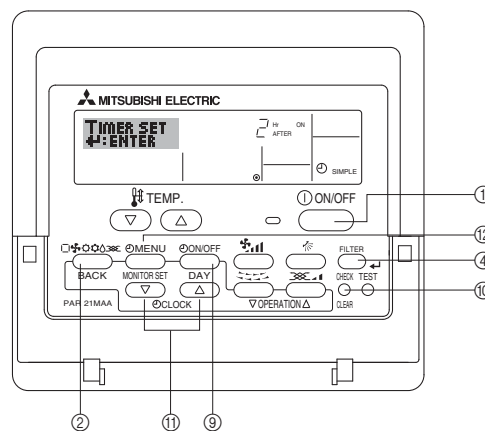 MITSUBISHI ELECTRIC
TIMER SET
↵:ENTER
2 Hr AFTER ON
SIMPLE
TEMP.
ON/OFF
①
⑫
MENU
ON/OFF
FILTER
④
BACK
MONITOR SET
DAY
CHECK TEST
PAR 21MAA
CLOCK
▽OPERATION△
CLEAR
⑩
②
⑪
⑨